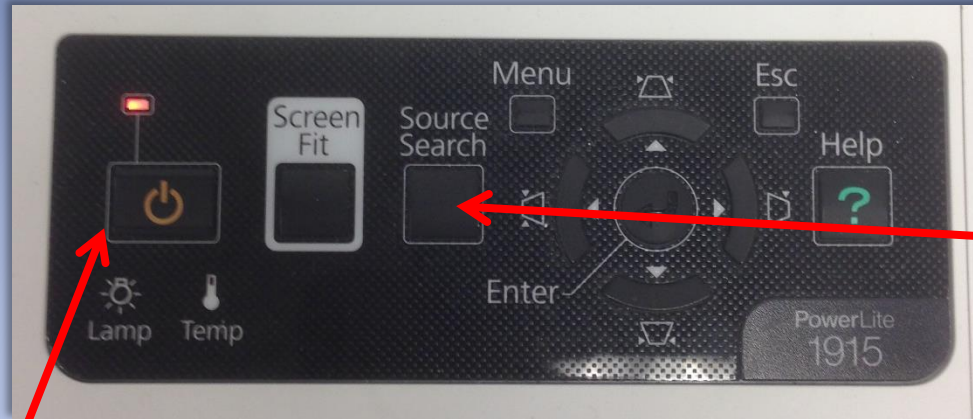 Menu
Esc
Screen
Fit
Source
Search
Help
?
Enter
Lamp
Temp
PowerLite
1915